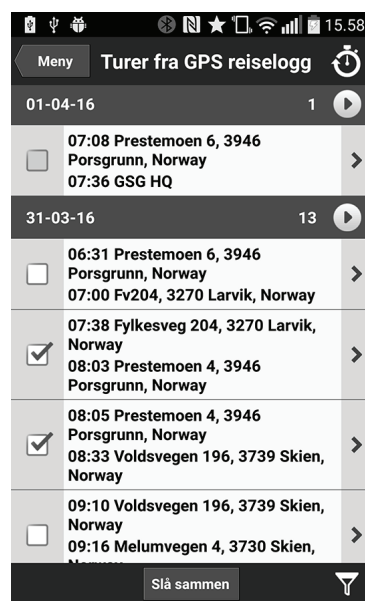 15.58
Meny
Turer fra GPS reiselogg
01-04-16 1
07:08 Prestemoen 6, 3946
Porsgrunn, Norway
07:36 GSG HQ
31-03-16 13
06:31 Prestemoen 6, 3946
Porsgrunn, Norway
07:00 Fv204, 3270 Larvik, Norway
07:38 Fylkesveg 204, 3270 Larvik,
Norway
08:03 Prestemoen 4, 3946
Porsgrunn, Norway
08:05 Prestemoen 4, 3946
Porsgrunn, Norway
08:33 Voldsvegen 196, 3739 Skien,
Norway
09:10 Voldsvegen 196, 3739 Skien,
Norway
09:16 Melumvegen 4, 3730 Skien,
Slå sammen